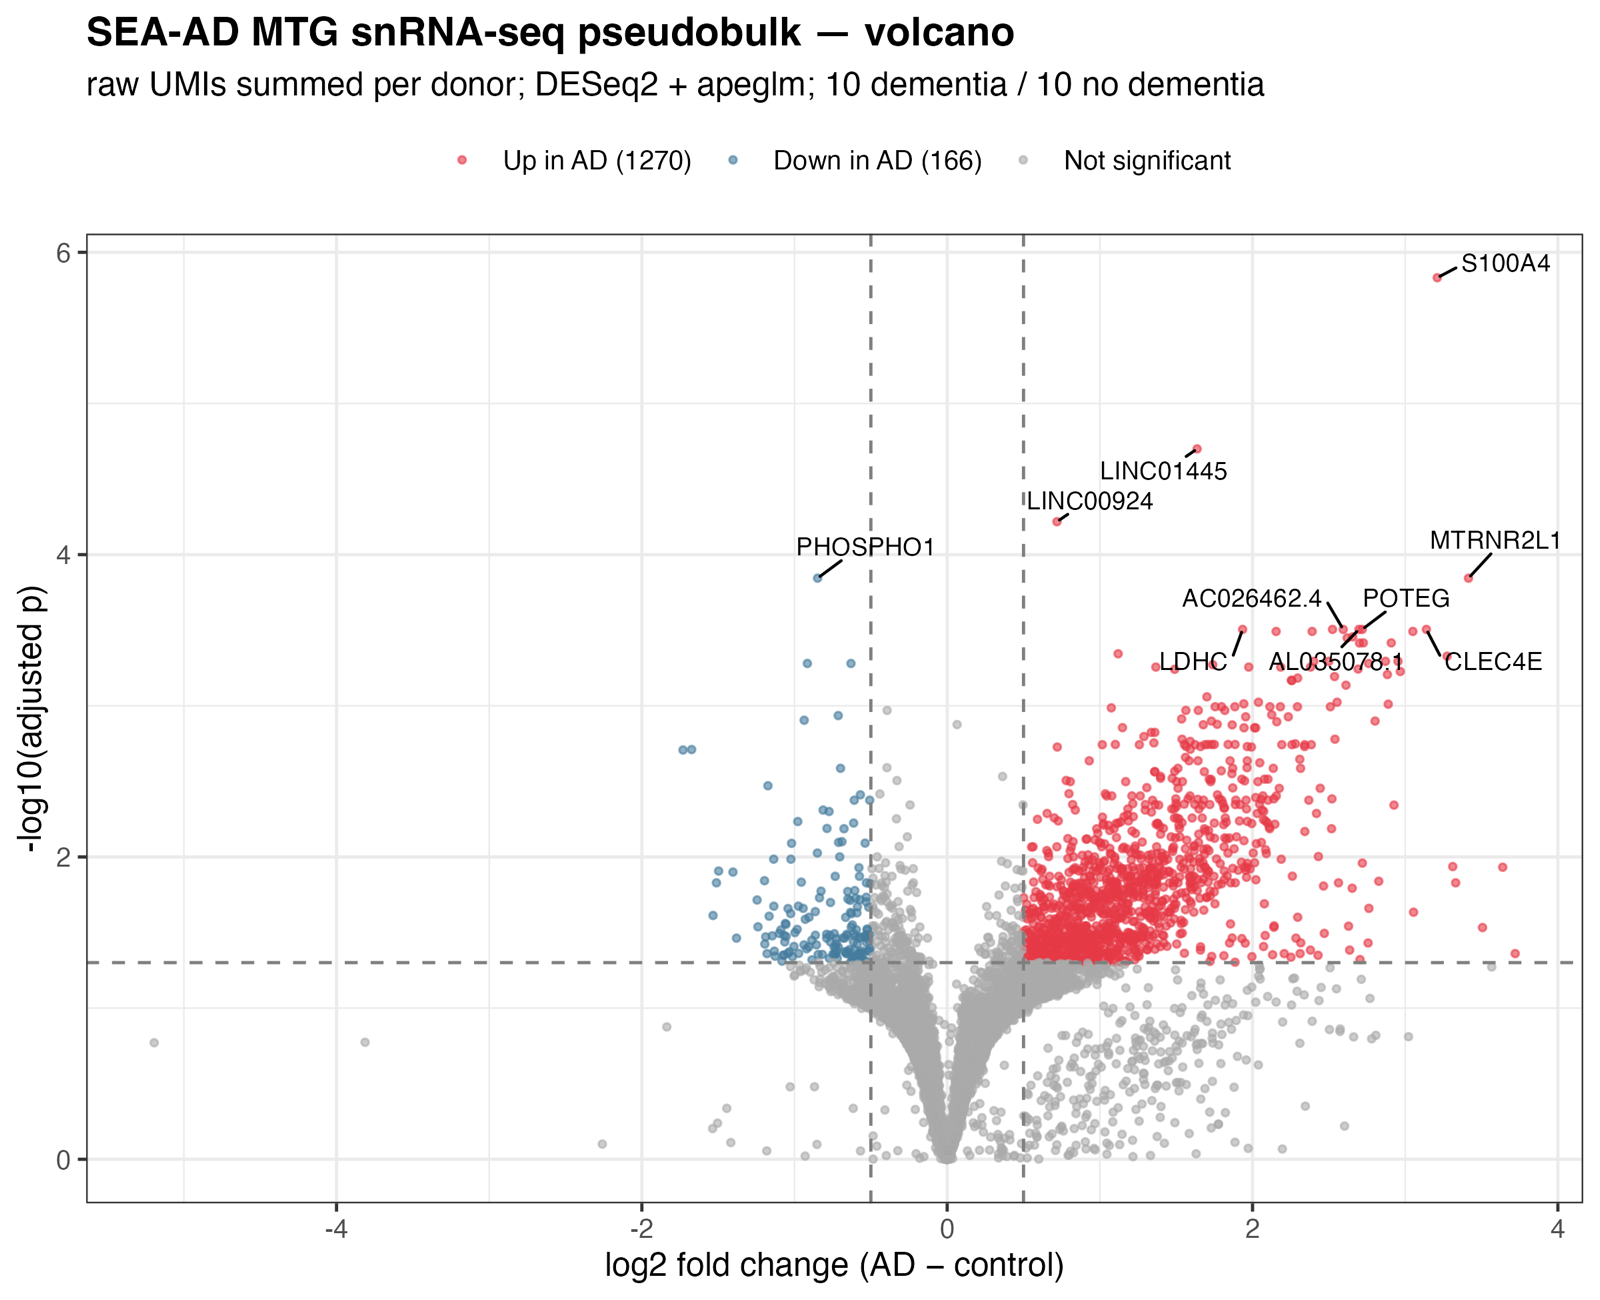 SEA-AD MTG snRNA-seq pseudobulk — volcano
raw UMIs summed per donor; DESeq2 + apeglm; 10 dementia / 10 no dementia
Up in AD (1270) Down in AD (166) Not significant
6
S100A4
LINC01445
LINC00924
PHOSPHO1
4
MTRNR2L1
AC026462.4
POTEG
LDHC
AL035078.1
CLEC4E
2
0
-log10(adjusted p)
-4 -2 0 2 4
log2 fold change (AD – control)